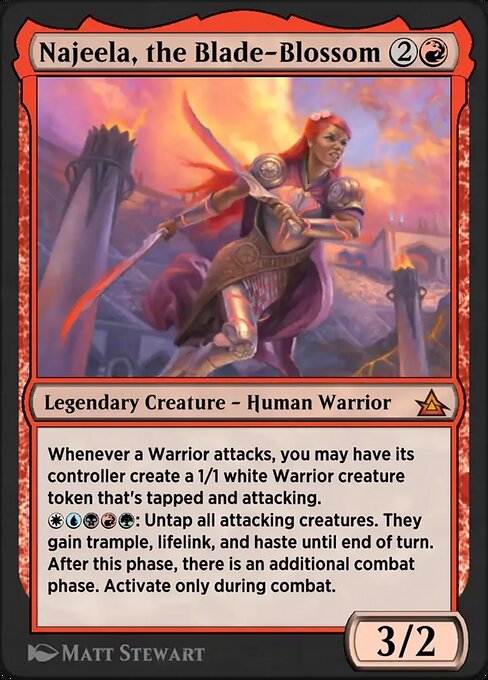 Najeela, the Blade-Blossom 2
Legendary Creature - Human Warrior
Whenever a Warrior attacks, you may have its
controller create a 1/1 white Warrior creature
token that's tapped and attacking.
: Untap all attacking creatures. They
gain trample, lifelink, and haste until end of turn.
After this phase, there is an additional combat
phase. Activate only during combat.
3/2
MATT STEWART